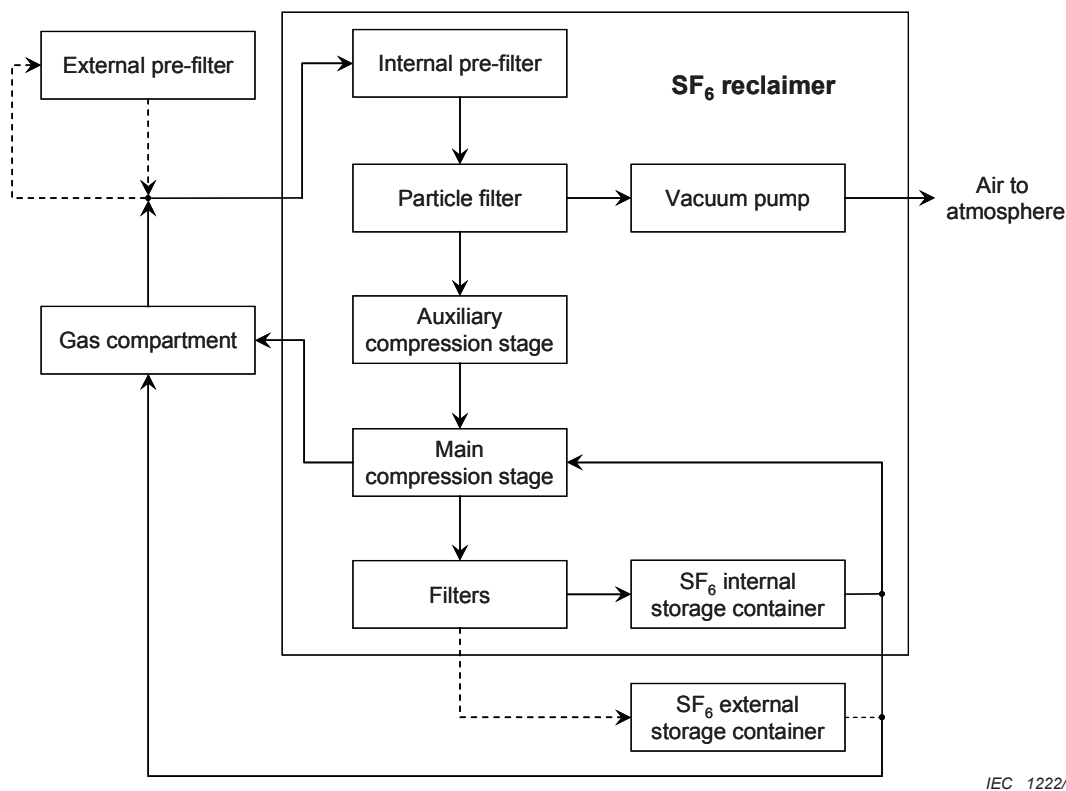 External pre-filter
Internal pre-filter
SF₆ reclaimer
Particle filter
Vacuum pump
Air to
atmosphere
Gas compartment
Auxiliary
compression stage
Main
compression stage
Filters
SF₆ internal
storage container
SF₆ external
storage container
IEC 1222/